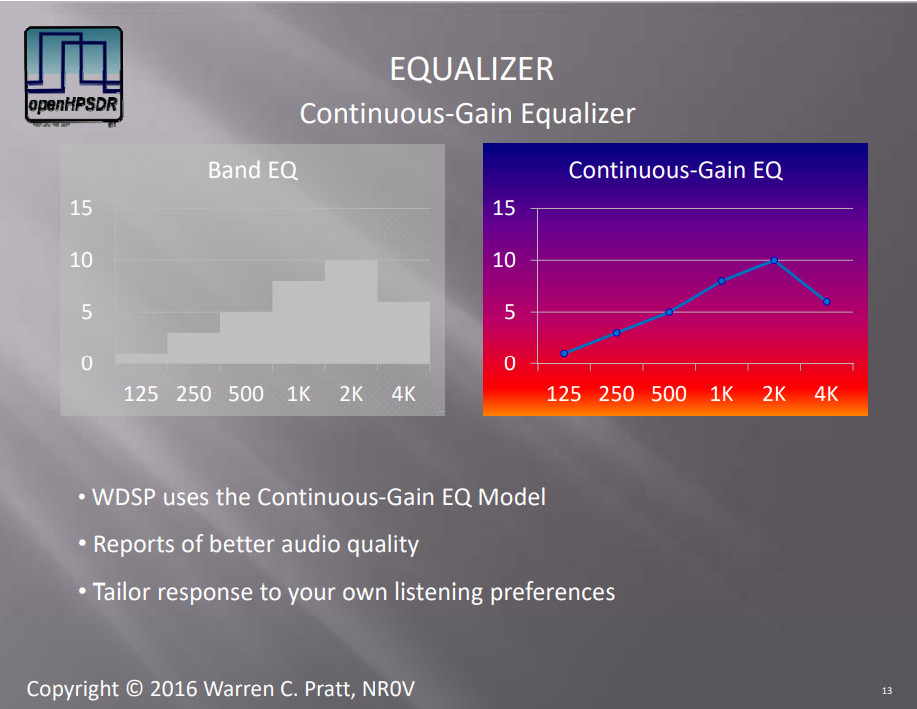 openHPSDR
EQUALIZER
Continuous-Gain Equalizer
Band EQ
15
10
5
0
125 250 500 1K 2K 4K
Continuous-Gain EQ
15
10
5
0
125 250 500 1K 2K 4K
• WDSP uses the Continuous-Gain EQ Model
• Reports of better audio quality
• Tailor response to your own listening preferences
Copyright © 2016 Warren C. Pratt, NR0V
13